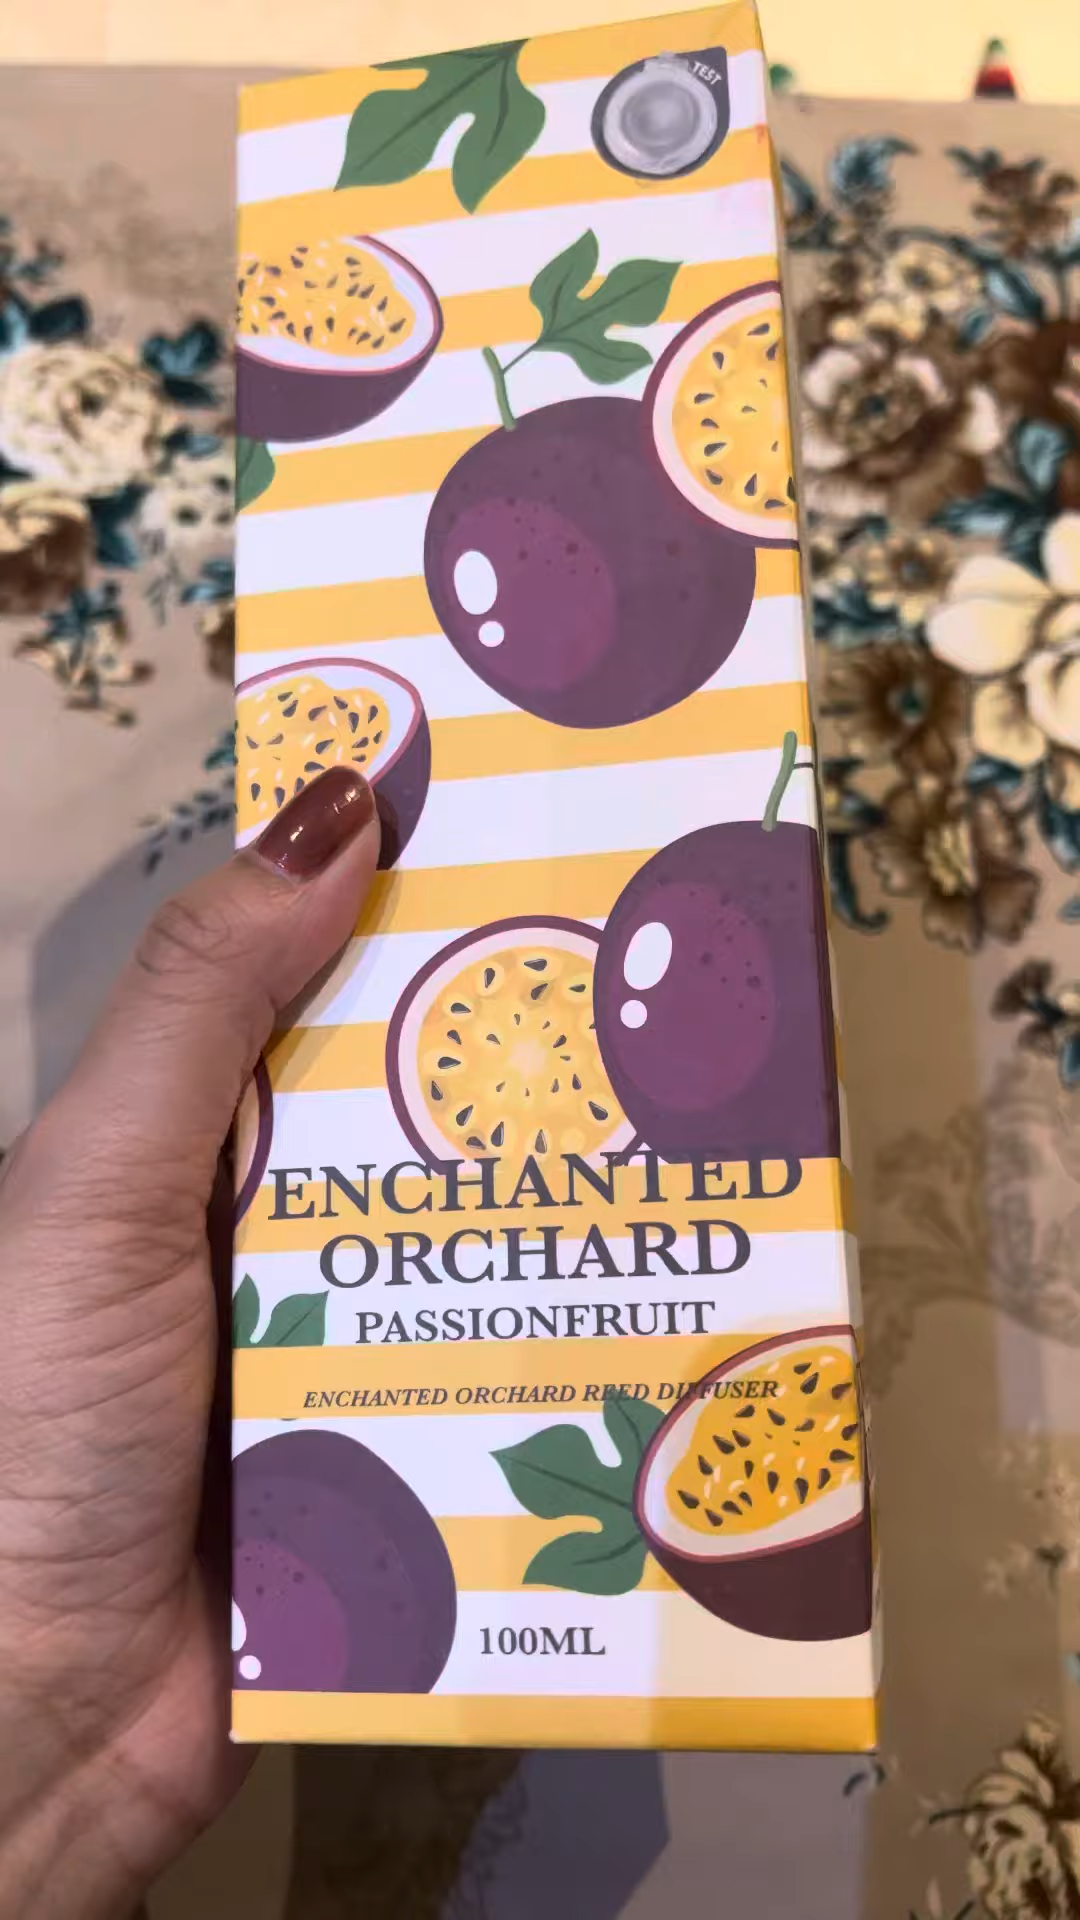 TEST
ENCHANTED
ORCHARD
PASSIONFRUIT
ENCHANTED ORCHARD REED DIFFUSER
100ML